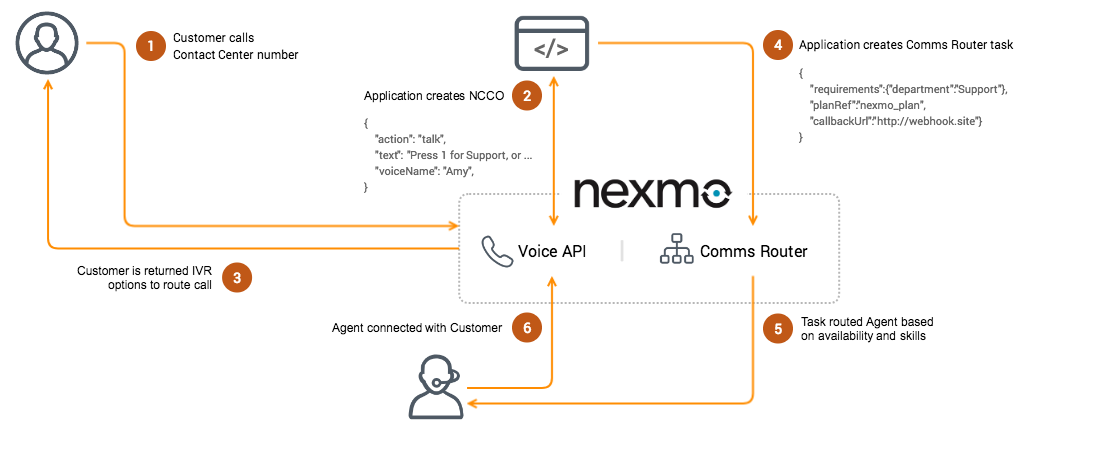 1
Customer calls
Contact Center number
</>
2
Application creates NCCO
{
"action": "talk",
"text": "Press 1 for Support, or ...
"voiceName": "Amy",
}
4
Application creates Comms Router task
{
"requirements":{"department":"Support"},
"planRef":"nexmo_plan",
"callbackUrl":"http://webhook.site"}
}
nexmo
Voice API | Comms Router
3
Customer is returned IVR
options to route call
Agent connected with Customer
6
5
Task routed Agent based
on availability and skills